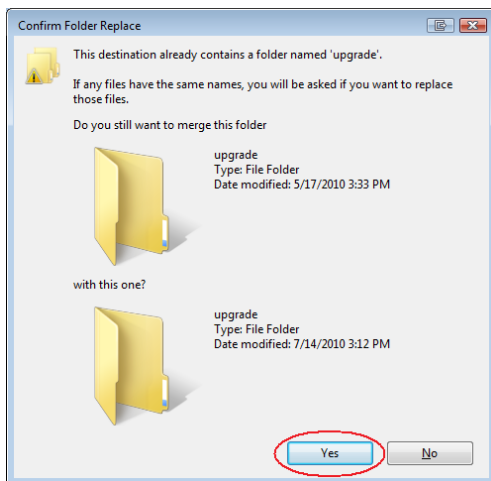 Confirm Folder Replace
This destination already contains a folder named 'upgrade'.
If any files have the same names, you will be asked if you want to replace
those files.
Do you still want to merge this folder
upgrade
Type: File Folder
Date modified: 5/17/2010 3:33 PM
with this one?
upgrade
Type: File Folder
Date modified: 7/14/2010 3:12 PM
Yes
No